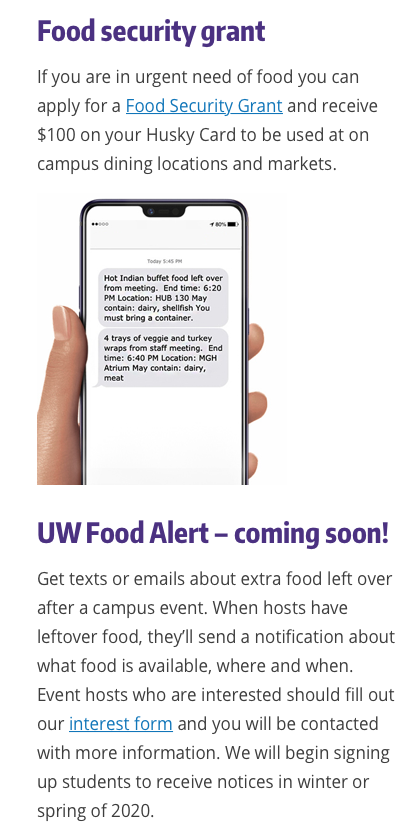 Food security grant
If you are in urgent need of food you can
apply for a Food Security Grant and receive
$100 on your Husky Card to be used at on
campus dining locations and markets.
80%
Today 5:45 PM
Hot Indian buffet food left over
from meeting. End time: 6:20
PM Location: HUB 130 May
contain: dairy, shellfish You
must bring a container.
4 trays of veggie and turkey
wraps from staff meeting. End
time: 6:40 PM Location: MGH
Atrium May contain: dairy,
meat
UW Food Alert – coming soon!
Get texts or emails about extra food left over
after a campus event. When hosts have
leftover food, they’ll send a notification about
what food is available, where and when.
Event hosts who are interested should fill out
our interest form and you will be contacted
with more information. We will begin signing
up students to receive notices in winter or
spring of 2020.